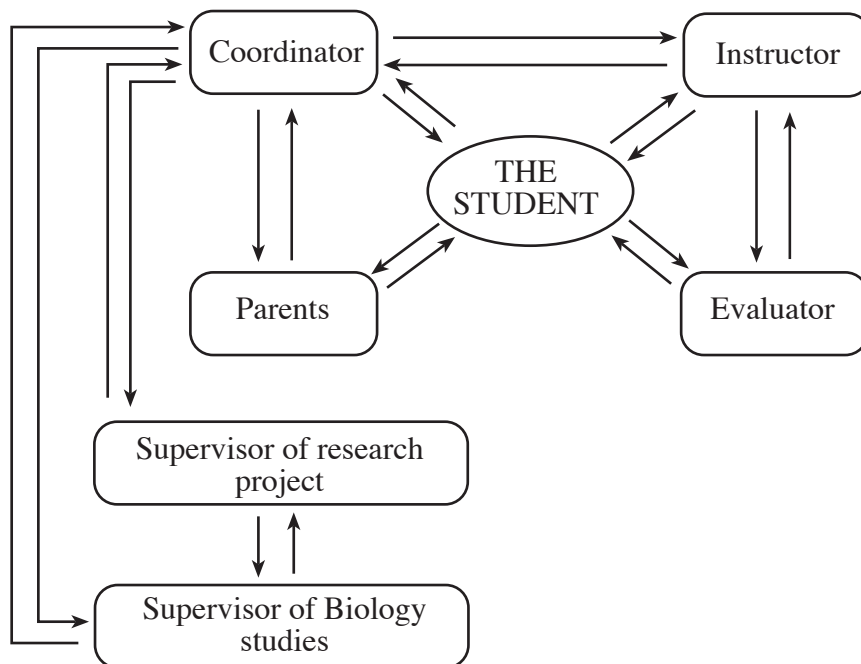 Coordinator
Instructor
THE
STUDENT
Parents
Evaluator
Supervisor of research
project
Supervisor of Biology
studies